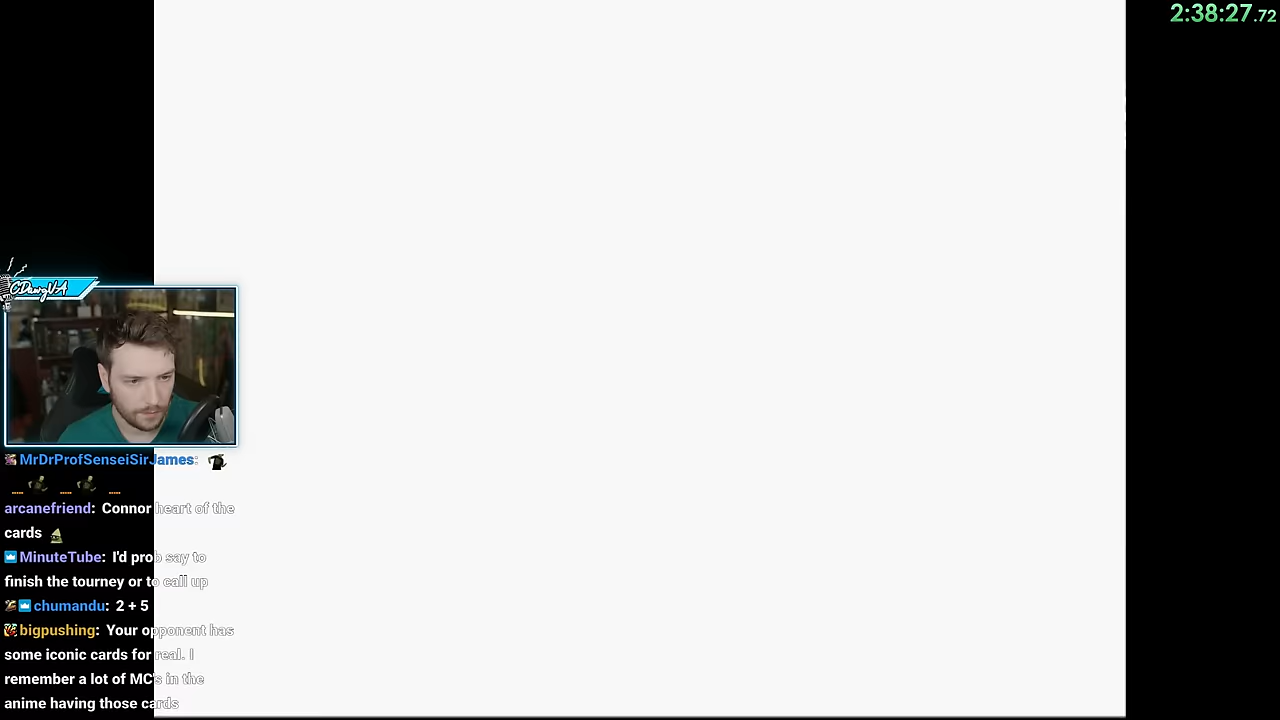 2:38:27.72
CDawgVA
MrDrProfSenseiSirJames:
arcanefriend: Connor heart of the
cards
MinuteTube: I'd prob say to
finish the tourney or to call up
chumandu: 2 + 5
bigpushing: Your opponent has
some iconic cards for real. I
remember a lot of MC's in the
anime having those cards